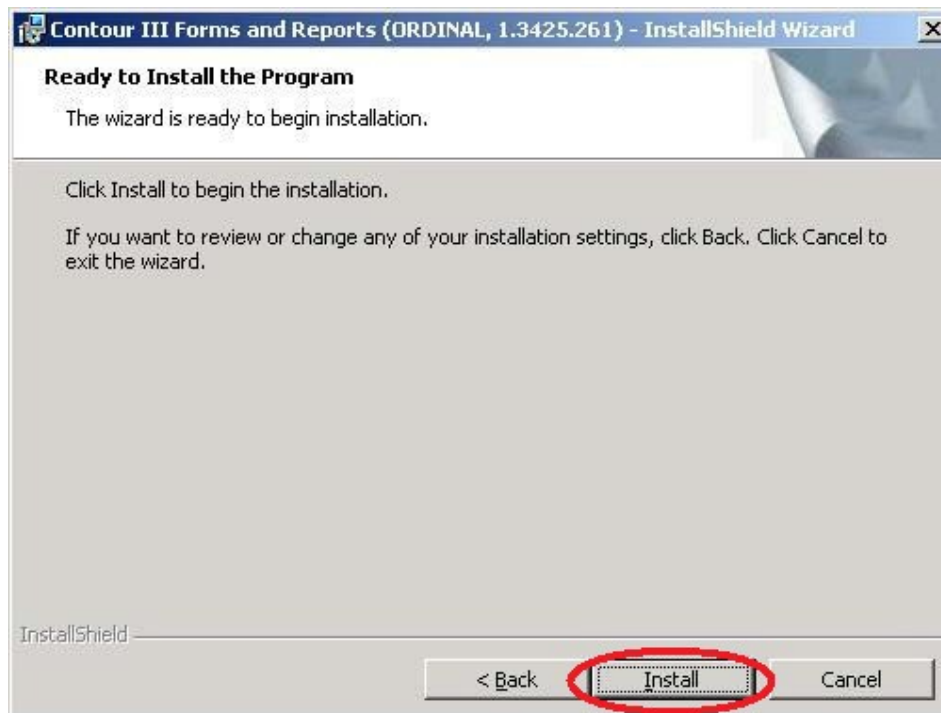 Contour III Forms and Reports (ORDINAL, 1.3425.261) - InstallShield Wizard
Ready to Install the Program
The wizard is ready to begin installation.
Click Install to begin the installation.
If you want to review or change any of your installation settings, click Back. Click Cancel to
exit the wizard.
InstallShield
< Back Install Cancel